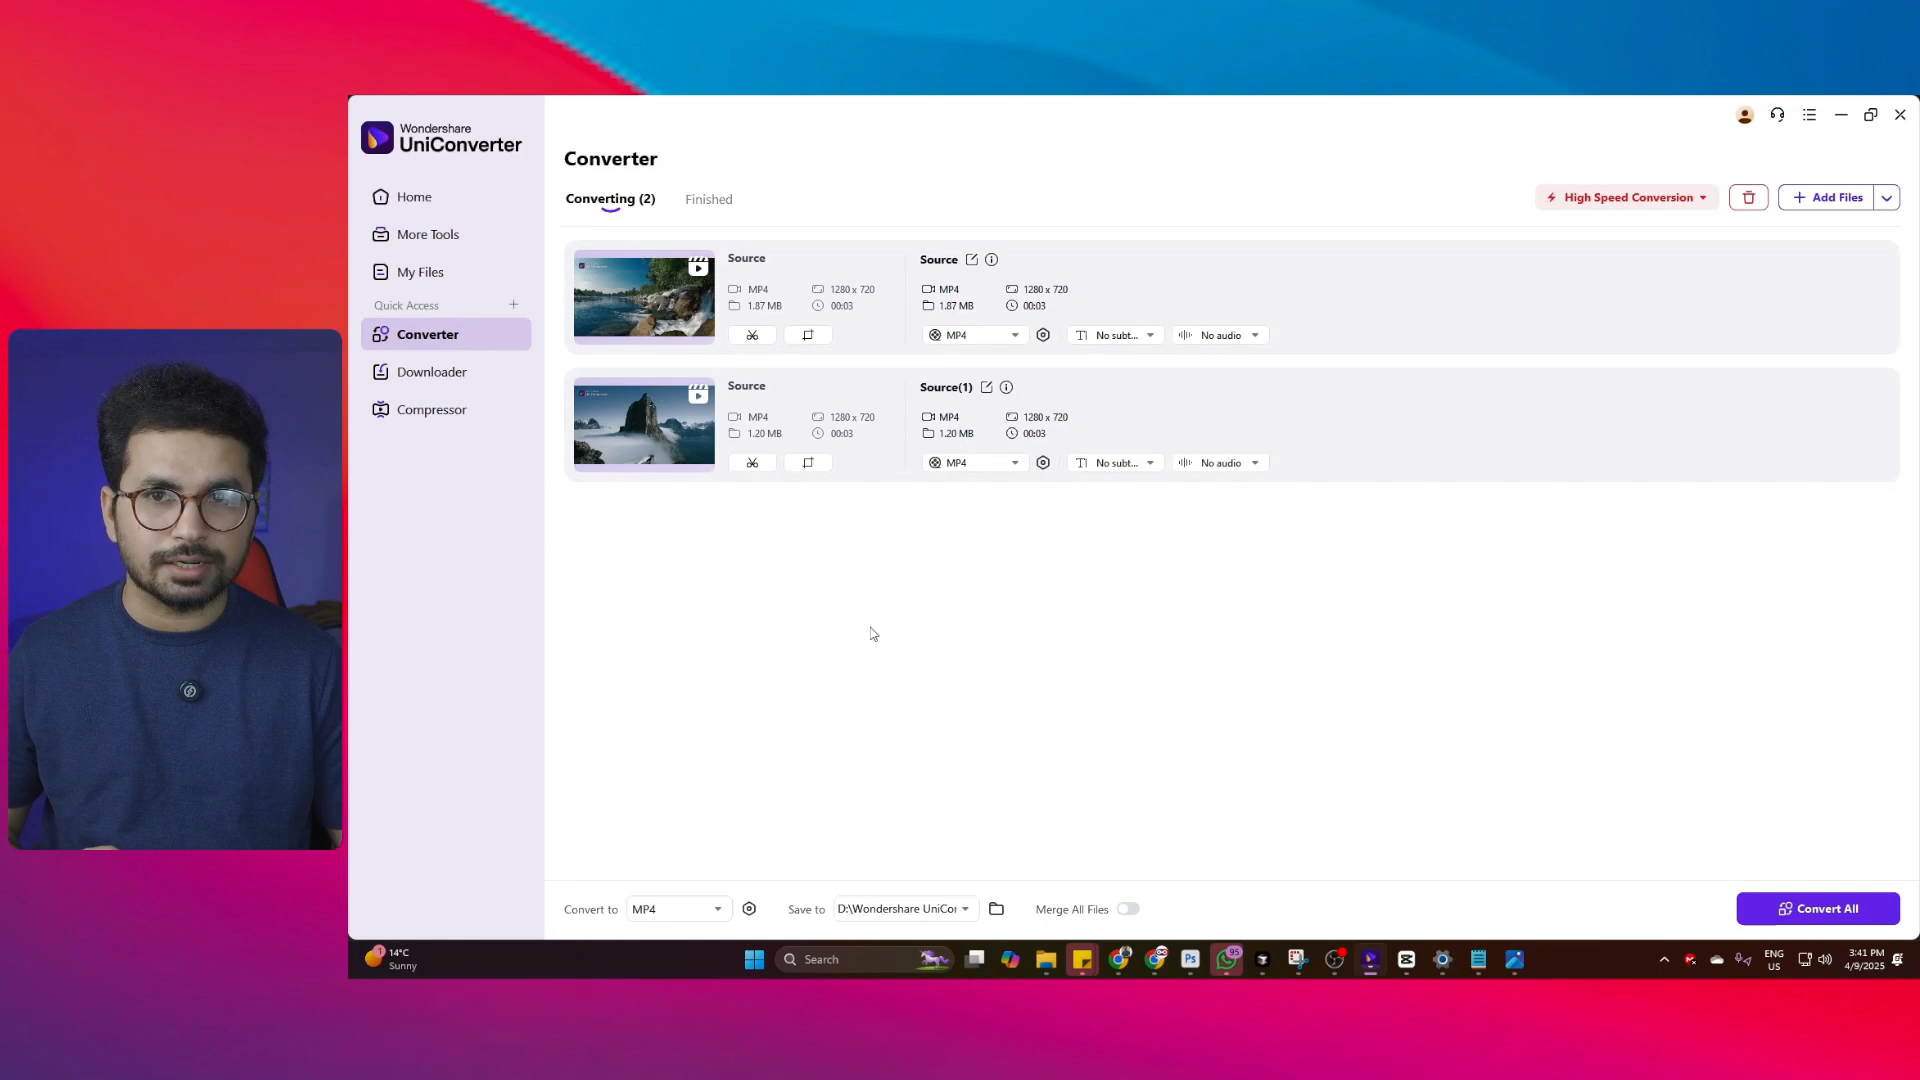 Wondershare
UniConverter
Home
More Tools
My Files
Quick Access
Converter
Downloader
Compressor
Converter
Converting (2)
Finished
High Speed Conversion
Add Files
Source
MP4
1280 x 720
1.87 MB
00:03
Source
MP4
1280 x 720
1.87 MB
00:03
MP4
No subt...
No audio
Source
MP4
1280 x 720
1.20 MB
00:03
Source(1)
MP4
1280 x 720
1.20 MB
00:03
MP4
No subt...
No audio
Convert to
MP4
Save to
D:\Wondershare UniCor
Merge All Files
Convert All
1
14°C
Sunny
Search
Ps
95
ENG
US
3:41 PM
4/9/2025